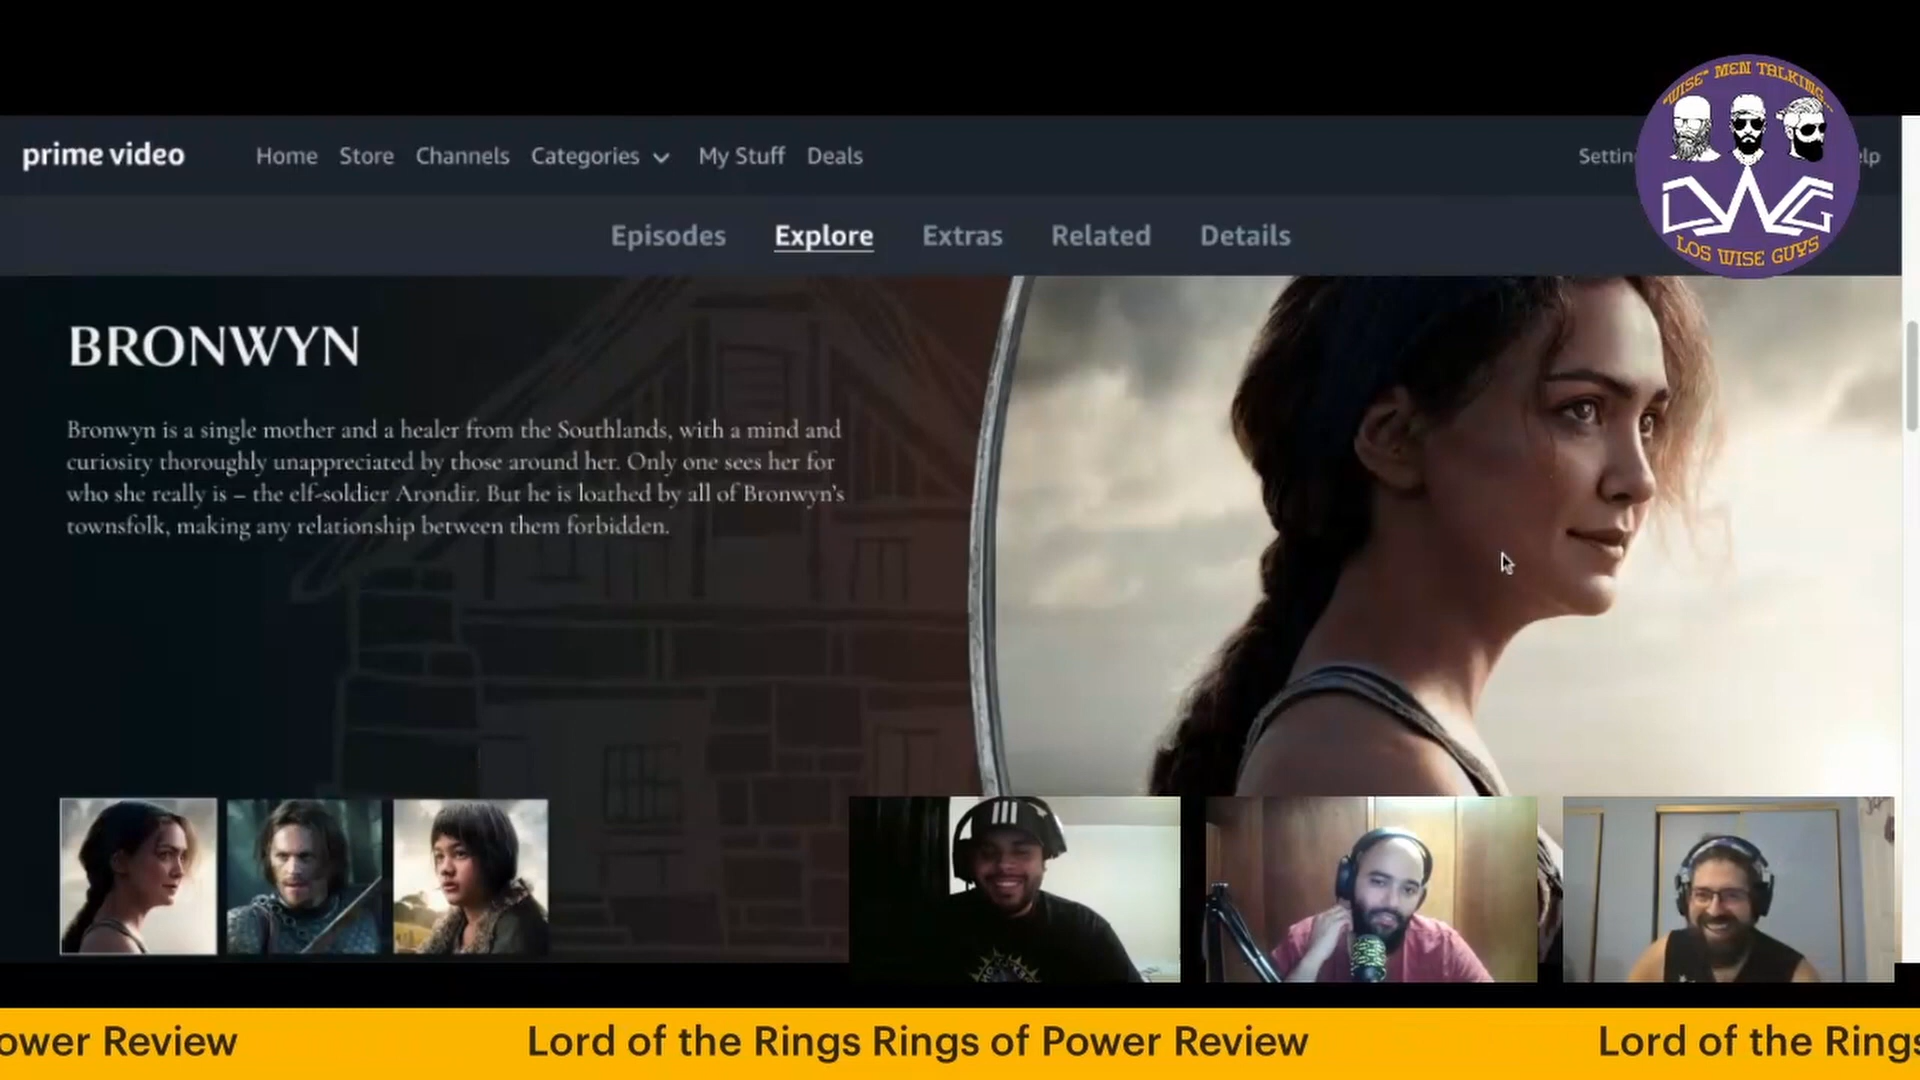 "WISE" MEN TALKING...
prime video Home Store Channels Categories My Stuff Deals
LWG
LOS WISE GUYS
Episodes Explore Extras Related Details
BRONWYN
Bronwyn is a single mother and a healer from the Southlands, with a mind and
curiosity thoroughly unappreciated by those around her. Only one sees her for
who she really is – the elf-soldier Arondir. But he is loathed by all of Bronwyn's
townsfolk, making any relationship between them forbidden.
ower Review Lord of the Rings Rings of Power Review Lord of the Rings